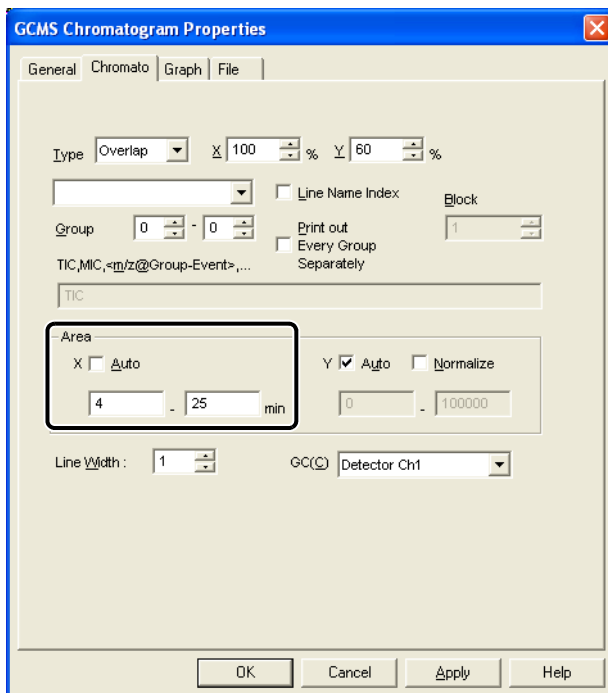 GCMS Chromatogram Properties
General Chromato Graph File
Type Overlap X 100 % Y 60 %
Line Name Index
Block
Group 0 - 0
Print out
Every Group
Separately
1
TIC,MIC,<m/z@Group-Event>,...
TIC
Area
X Auto Y Auto Normalize
4 - 25 min 0 - 100000
Line Width : 1 GC(C) Detector Ch1
OK Cancel Apply Help